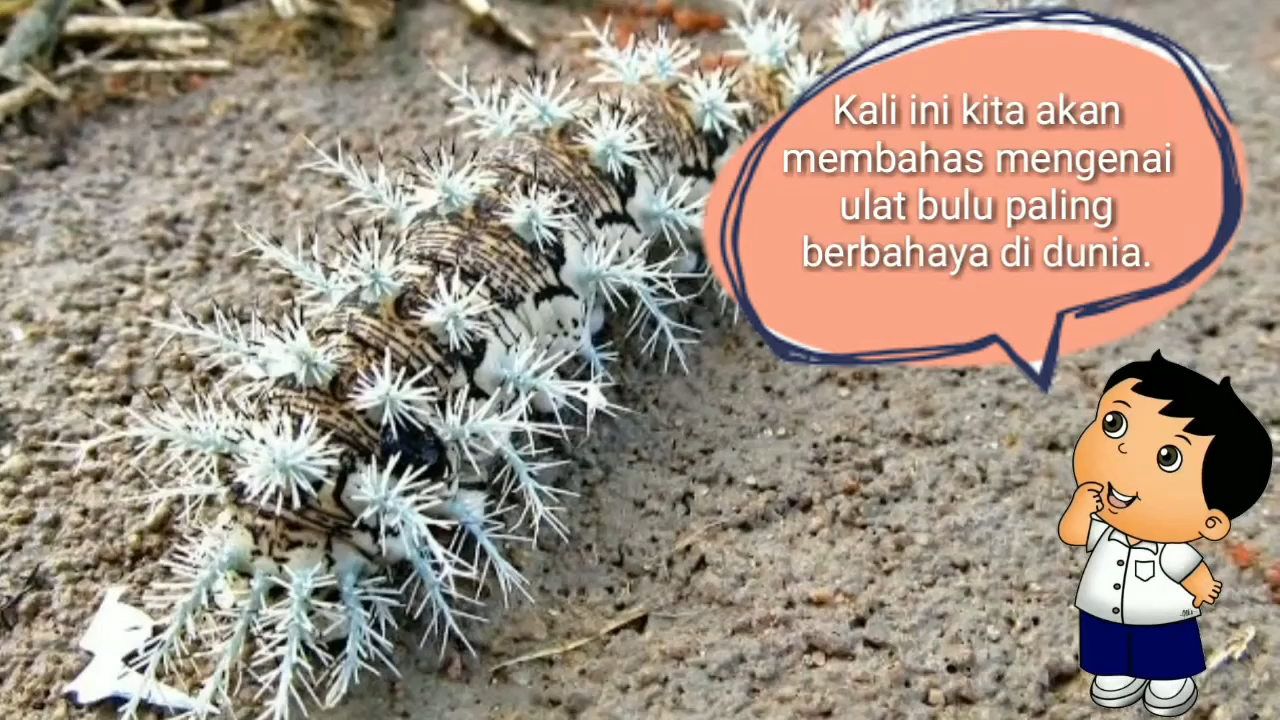 Kali ini kita akan
membahas mengenai
ulat bulu paling
berbahaya di dunia.